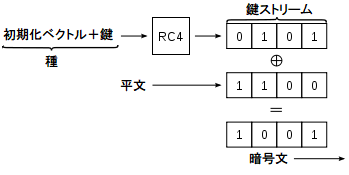 鍵ストリーム
初期化ベクトル＋鍵 RC4 0 1 0 1
種
⊕
平文 1 1 0 0
＝
1 0 0 1
暗号文